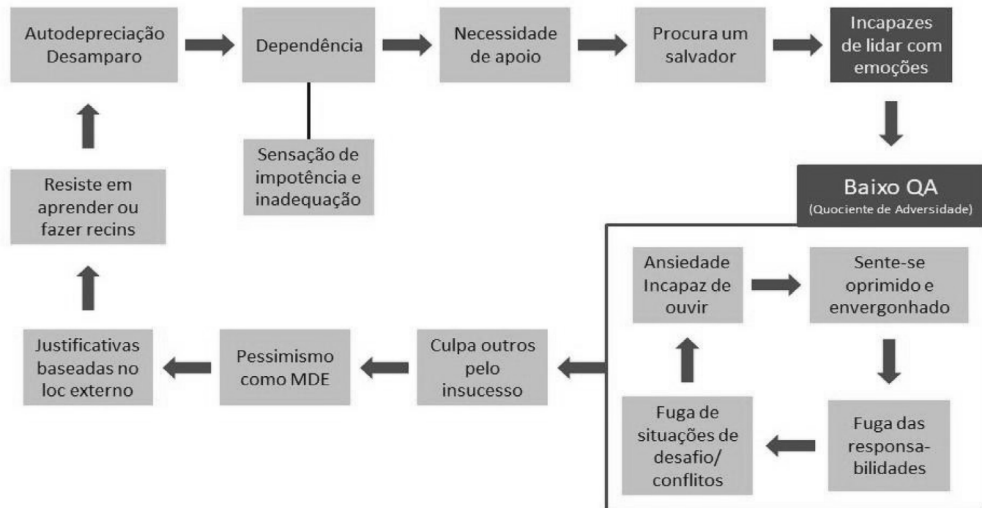 Autodepreciação
Desamparo
Dependência
Necessidade
de apoio
Procura um
salvador
Incapazes
de lidar com
emoções
Sensação de
impotência e
inadequação
Baixo QA
(Quociente de Adversidade)
Ansiedade
Incapaz de
ouvir
Sente-se
oprimido e
envergonhado
Fuga das
responsa-
bilidades
Fuga de
situações de
desafio/
conflitos
Culpa outros
pelo
insucesso
Pessimismo
como MDE
Justificativas
baseadas no
loc externo
Resiste em
aprender ou
fazer recins